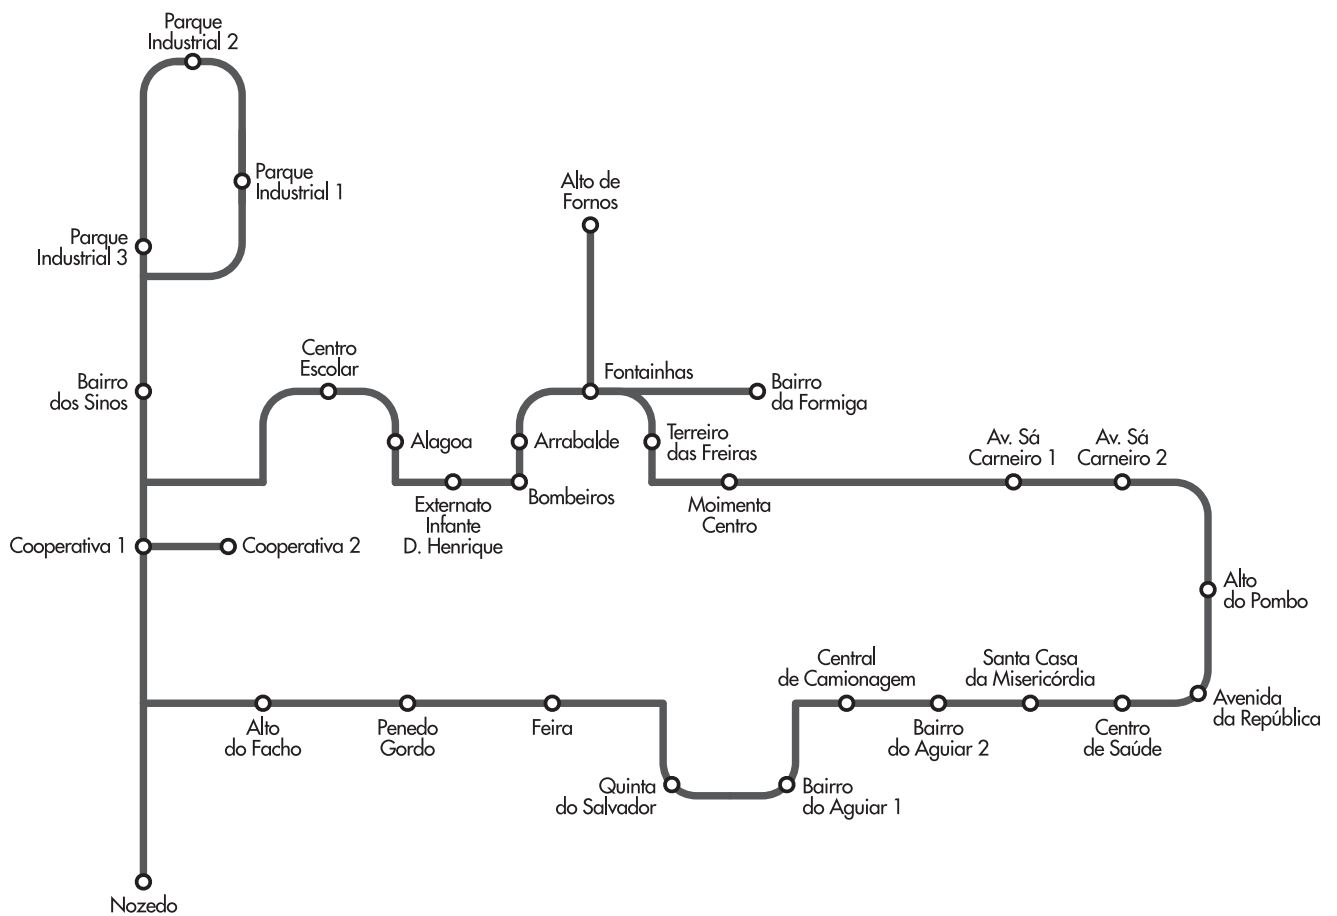 Parque
Industrial 2
Parque
Industrial 1
Alto de
Fornos
Parque
Industrial 3
Centro
Escolar
Fontainhas
Bairro
dos Sinos
Bairro
da Formiga
Alagoa
Arrabalde
Terreiro
das Freiras
Av. Sá
Carneiro 1
Av. Sá
Carneiro 2
Externato
Infante
D. Henrique
Bombeiros
Moimenta
Centro
Cooperativa 1
Cooperativa 2
Alto
do Pombo
Central
de Camionagem
Santa Casa
da Misericórdia
Avenida
da República
Alto
do Facho
Penedo
Gordo
Feira
Bairro
do Aguiar 2
Centro
de Saúde
Quinta
do Salvador
Bairro
do Aguiar 1
Nozedo